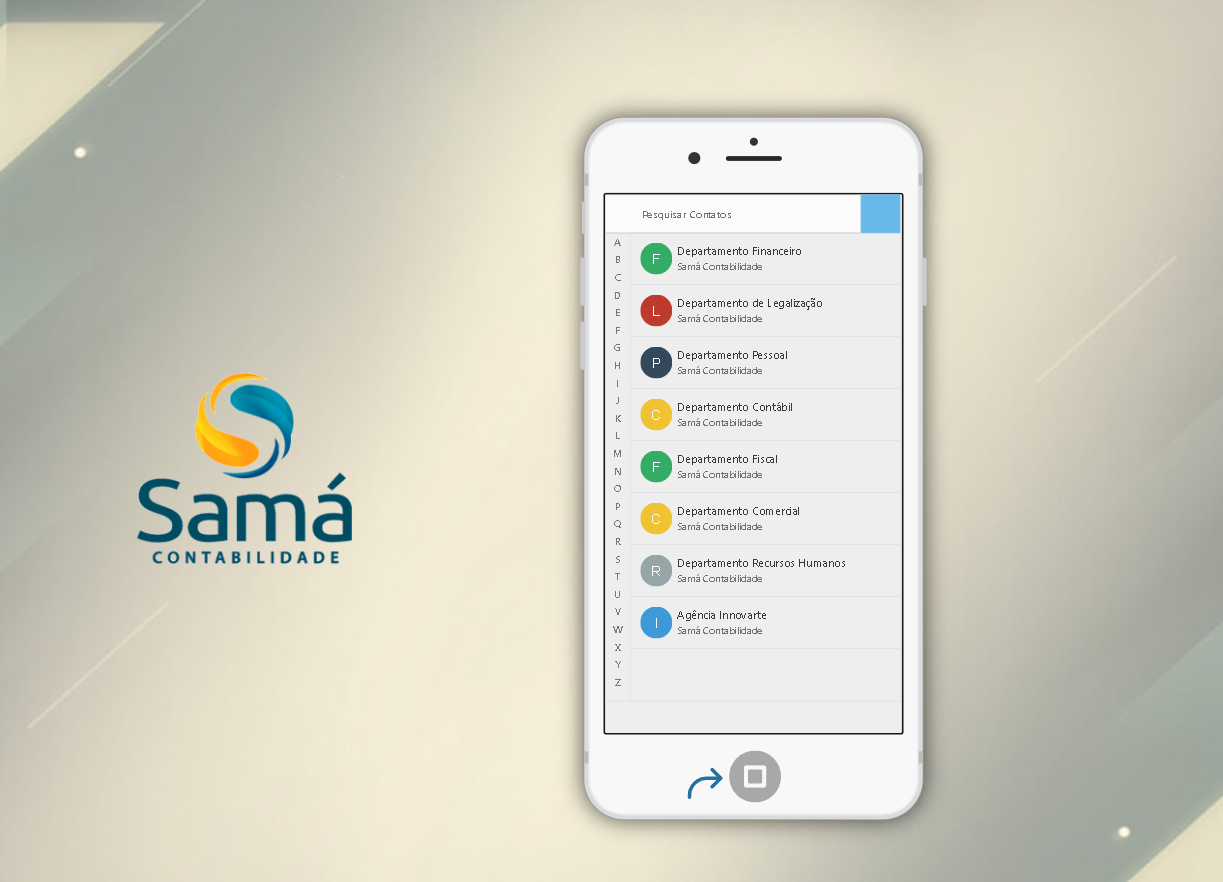 Samá
CONTABILIDADE
Pesquisar Contatos
A
B
C
D
E
F
G
H
I
J
K
L
M
N
O
P
Q
R
S
T
U
V
W
X
Y
Z
F
Departamento Financeiro
Samá Contabilidade
L
Departamento de Legalização
Samá Contabilidade
P
Departamento Pessoal
Samá Contabilidade
C
Departamento Contábil
Samá Contabilidade
F
Departamento Fiscal
Samá Contabilidade
C
Departamento Comercial
Samá Contabilidade
R
Departamento Recursos Humanos
Samá Contabilidade
I
Agência Innovarte
Samá Contabilidade